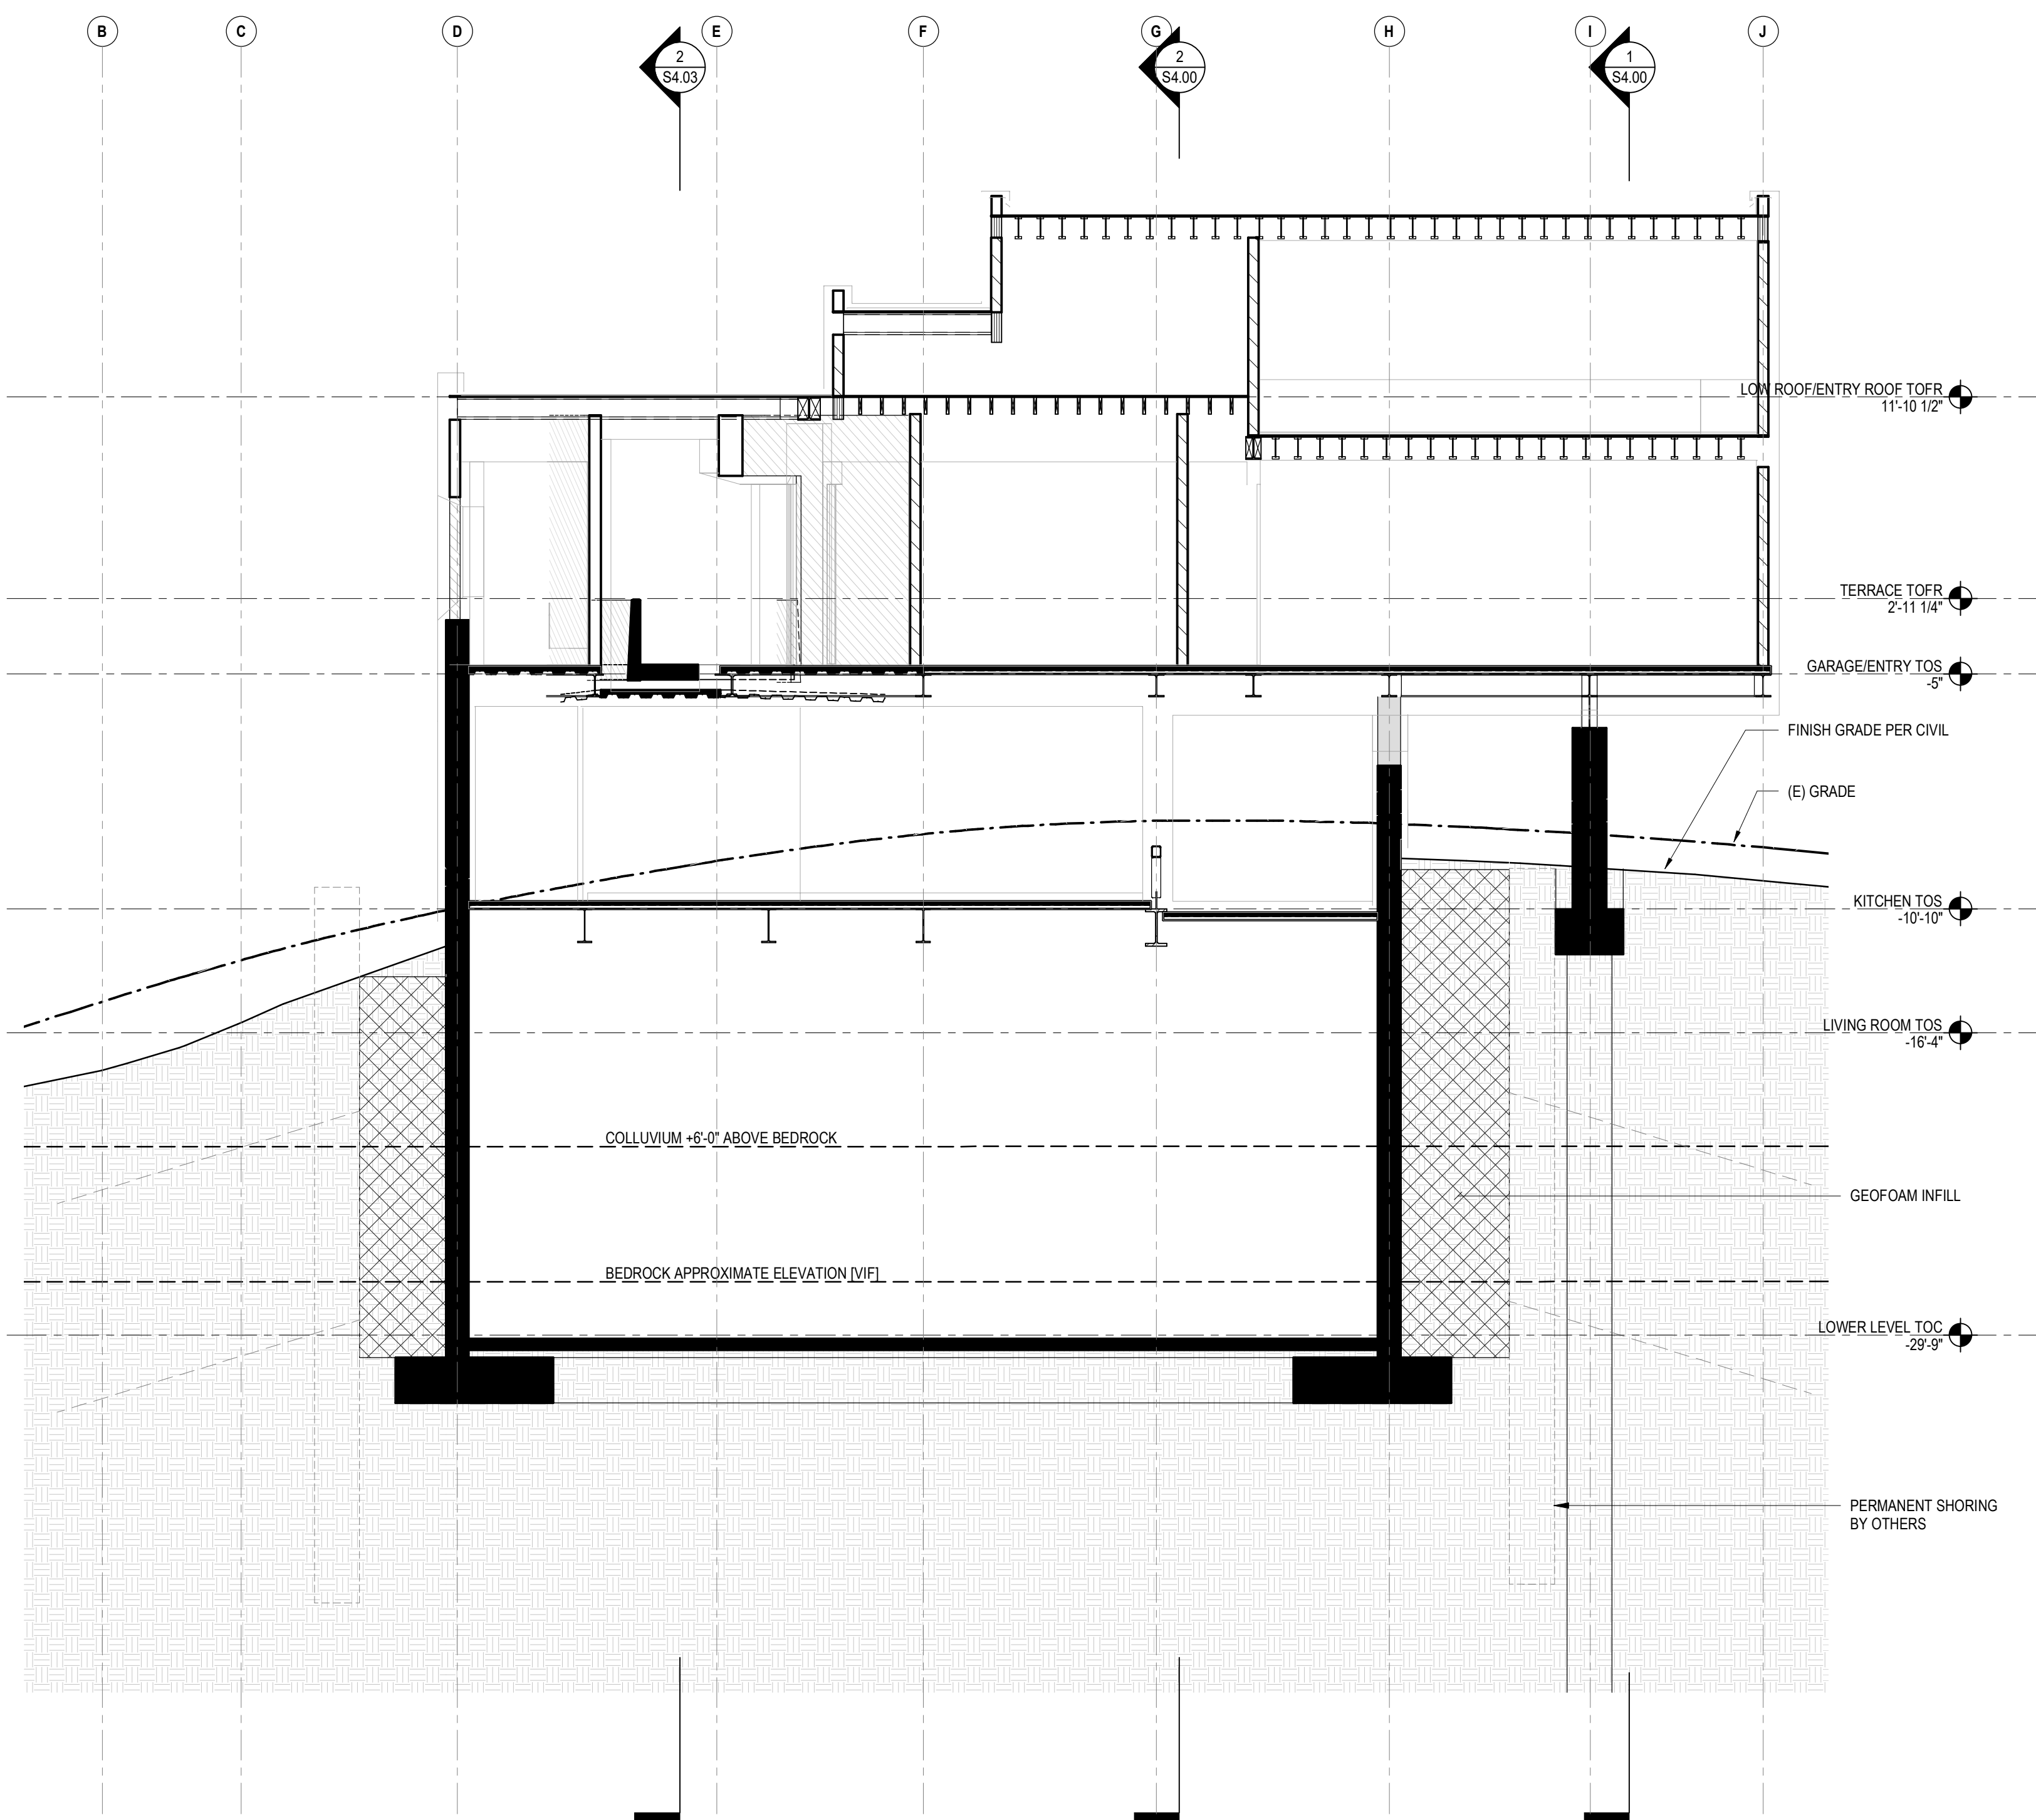 B
C
D
E
F
G
H
I
J
2
S4.03
2
S4.00
1
S4.00
LOW ROOF/ENTRY ROOF TOFR
11'-10 1/2"
TERRACE TOFR
2'-11 1/4"
GARAGE/ENTRY TOS
-5"
FINISH GRADE PER CIVIL
(E) GRADE
KITCHEN TOS
-10'-10"
LIVING ROOM TOS
-16'-4"
COLLUVIUM +6'-0" ABOVE BEDROCK
GEOFOAM INFILL
BEDROCK APPROXIMATE ELEVATION [VIF]
LOWER LEVEL TOC
-29'-9"
PERMANENT SHORING
BY OTHERS